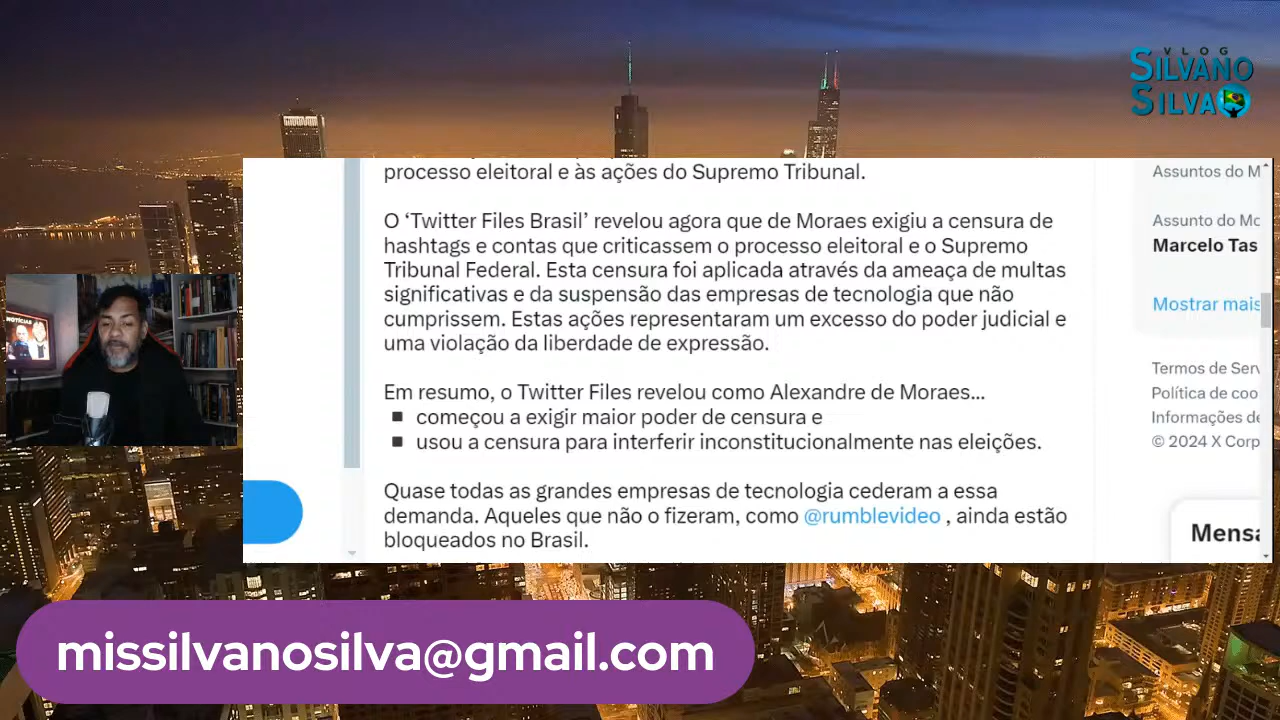 VLOG
SILVANO
SILVA
processo eleitoral e às ações do Supremo Tribunal.
O ‘Twitter Files Brasil’ revelou agora que de Moraes exigiu a censura de
hashtags e contas que criticassem o processo eleitoral e o Supremo
Tribunal Federal. Esta censura foi aplicada através da ameaça de multas
significativas e da suspensão das empresas de tecnologia que não
cumprissem. Estas ações representaram um excesso do poder judicial e
uma violação da liberdade de expressão.
Em resumo, o Twitter Files revelou como Alexandre de Moraes...
▪ começou a exigir maior poder de censura e
▪ usou a censura para interferir inconstitucionalmente nas eleições.
Quase todas as grandes empresas de tecnologia cederam a essa
demanda. Aqueles que não o fizeram, como @rumblevideo , ainda estão
bloqueados no Brasil.
Assuntos do M
Assunto do Mo
Marcelo Tas
Mostrar mais
Termos de Serv
Política de coo
Informações de
© 2024 X Corp
Mensa
NOTÍCIAS
missilvanosilva@gmail.com